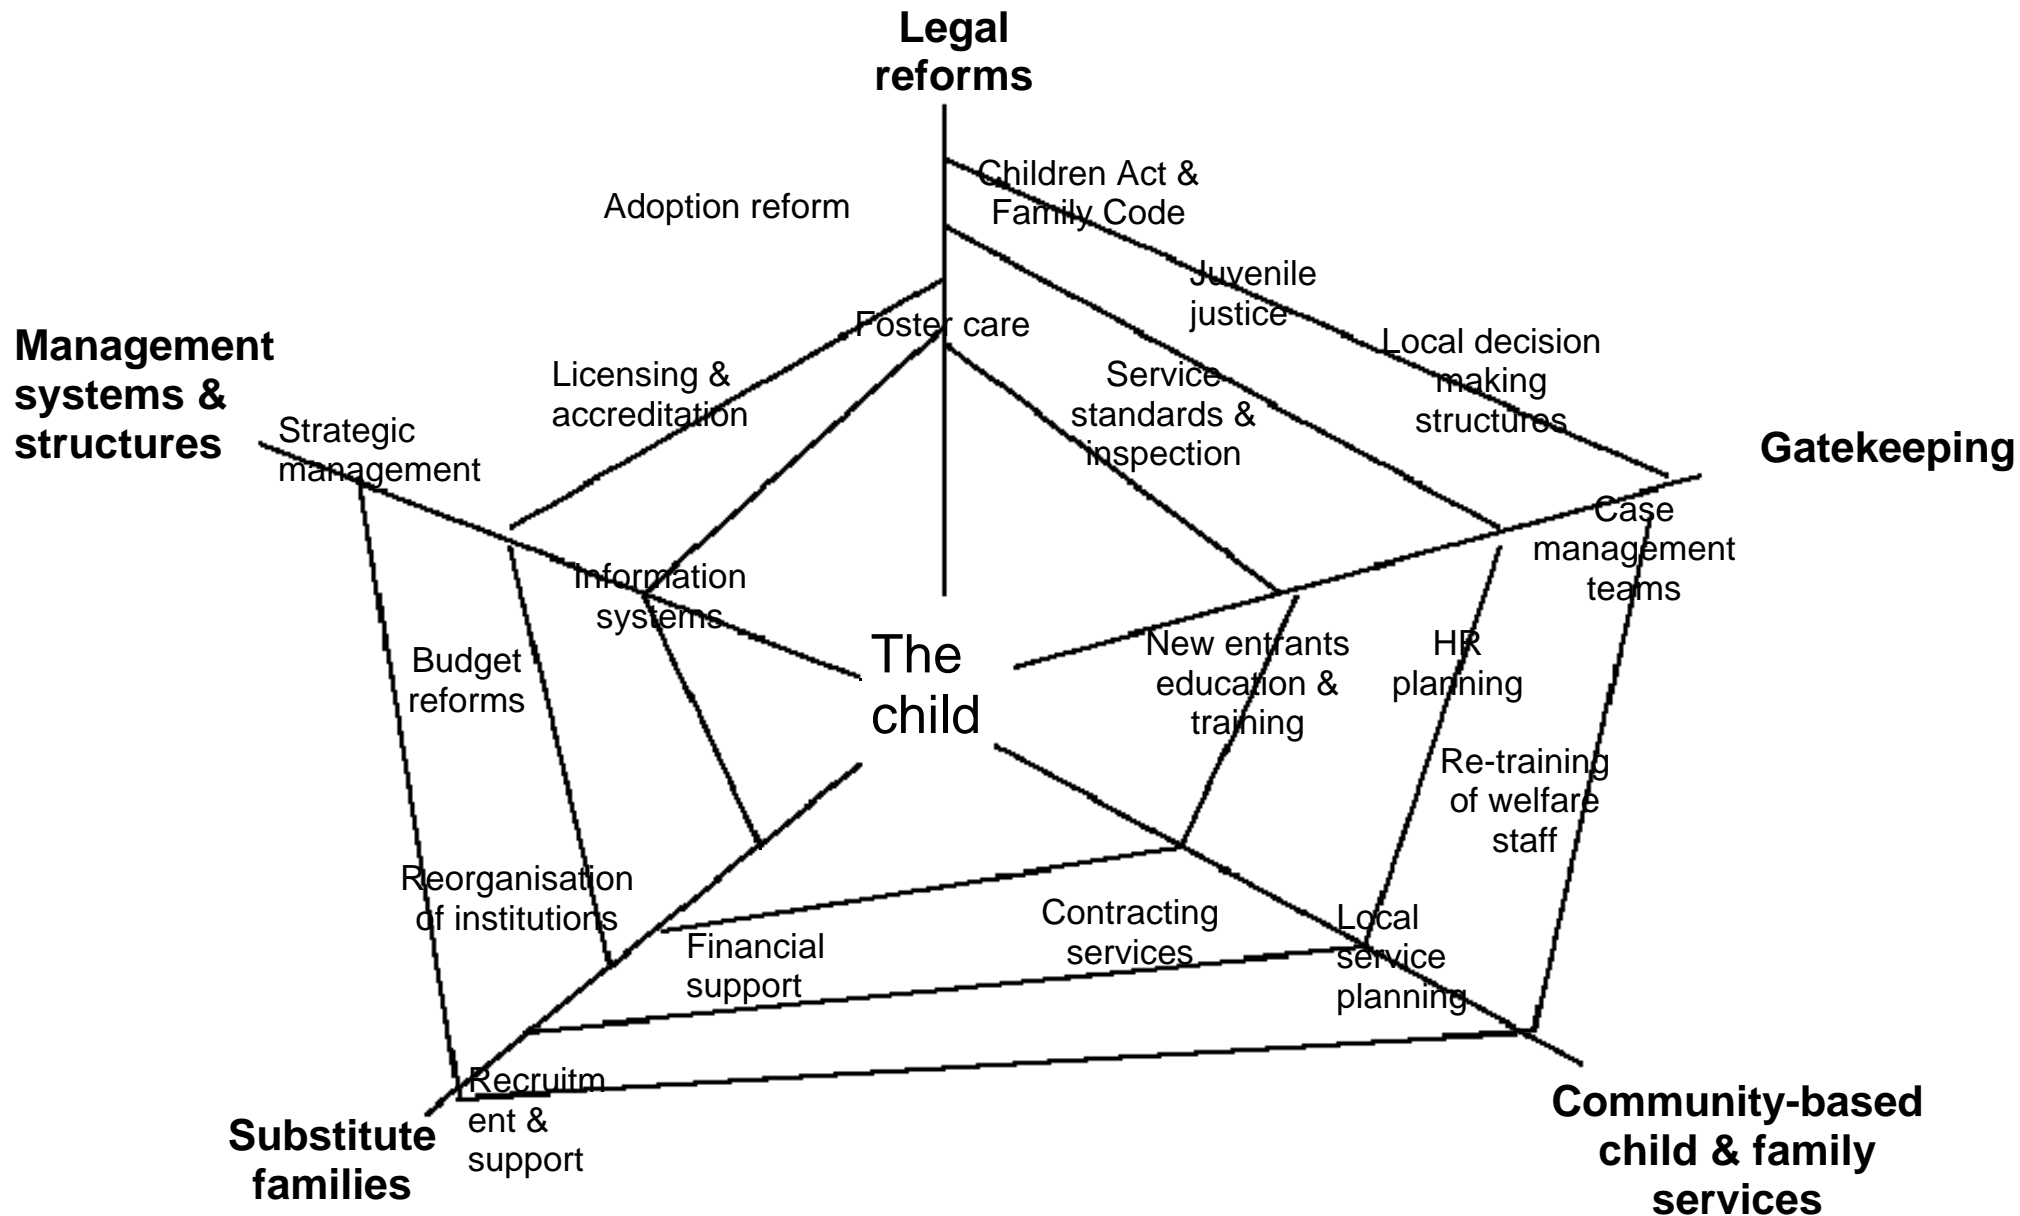 Legal
reforms
Children Act &
Family Code
Adoption reform
Juvenile
justice
Foster care
Local decision
making
structures
Management
systems &
structures
Licensing &
accreditation
Service
standards &
inspection
Strategic
management
Gatekeeping
Case
management
teams
Information
systems
The
child
New entrants
education &
training
HR
planning
Budget
reforms
Re-training
of welfare
staff
Reorganisation
of institutions
Financial
support
Contracting
services
Local
service
planning
Recruitm
ent &
support
Substitute
families
Community-based
child & family
services